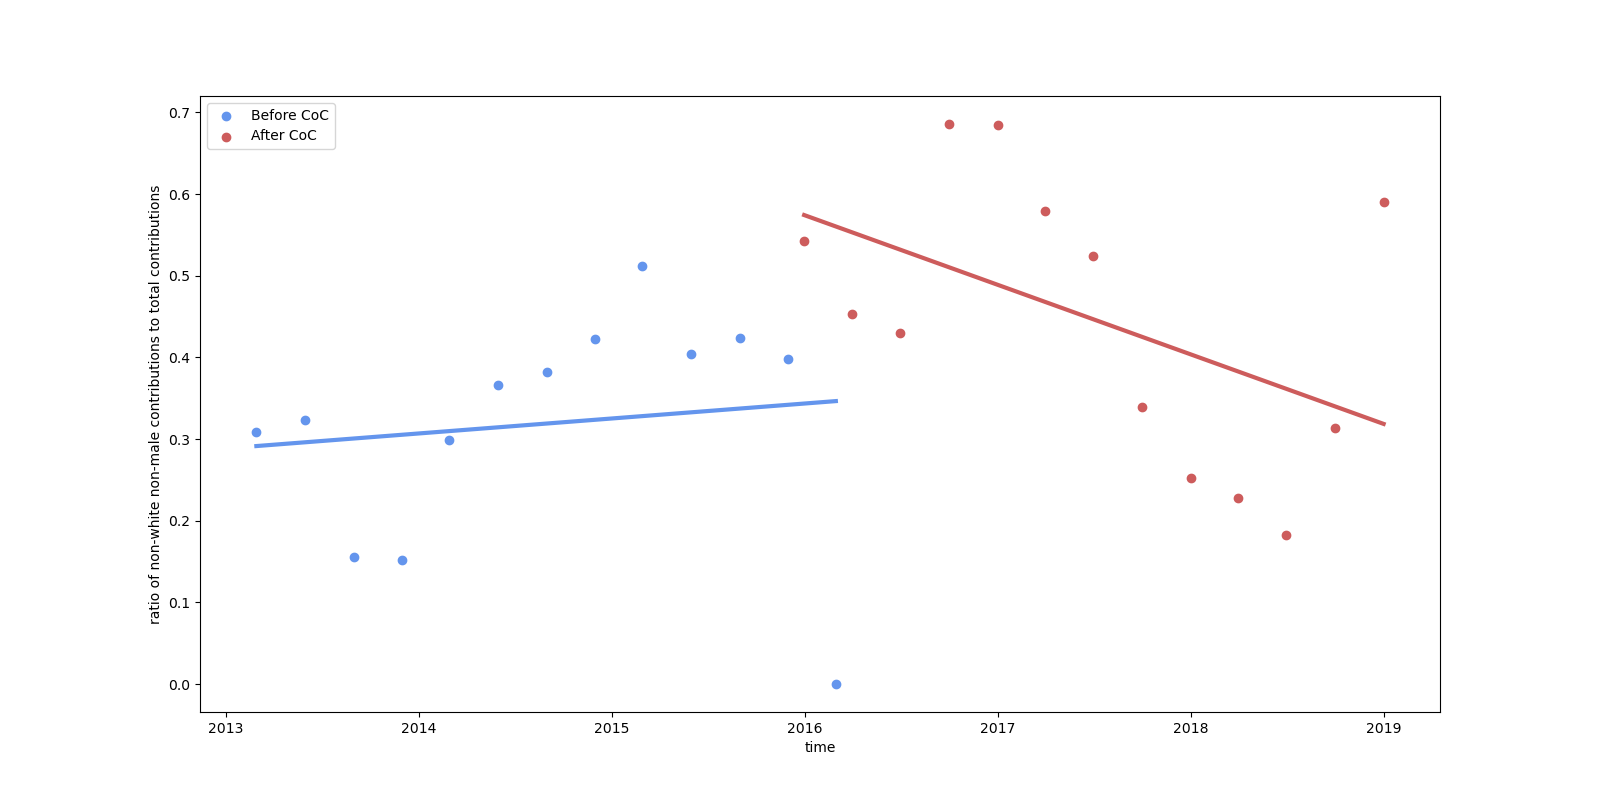 Before CoC
After CoC
ratio of non-white non-male contributions to total contributions
0.7
0.6
0.5
0.4
0.3
0.2
0.1
0.0
2013 2014 2015 2016 2017 2018 2019
time